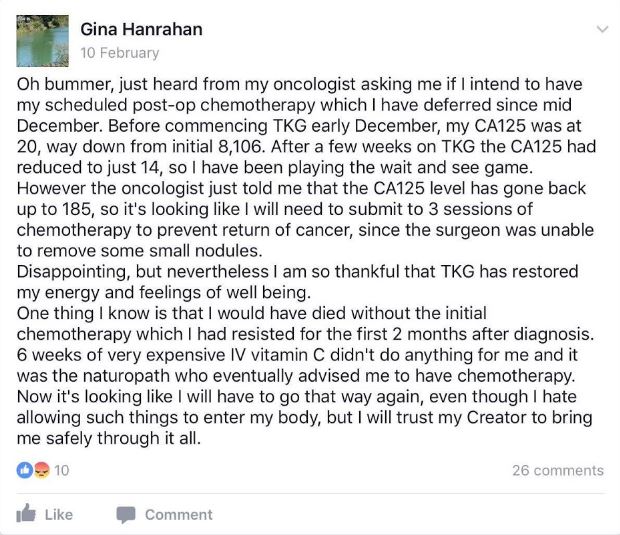 Gina Hanrahan
10 February
Oh bummer, just heard from my oncologist asking me if I intend to have
my scheduled post-op chemotherapy which I have deferred since mid
December. Before commencing TKG early December, my CA125 was at
20, way down from initial 8,106. After a few weeks on TKG the CA125 had
reduced to just 14, so I have been playing the wait and see game.
However the oncologist just told me that the CA125 level has gone back
up to 185, so it's looking like I will need to submit to 3 sessions of
chemotherapy to prevent return of cancer, since the surgeon was unable
to remove some small nodules.
Disappointing, but nevertheless I am so thankful that TKG has restored
my energy and feelings of well being.
One thing I know is that I would have died without the initial
chemotherapy which I had resisted for the first 2 months after diagnosis.
6 weeks of very expensive IV vitamin C didn't do anything for me and it
was the naturopath who eventually advised me to have chemotherapy.
Now it's looking like I will have to go that way again, even though I hate
allowing such things to enter my body, but I will trust my Creator to bring
me safely through it all.
10
26 comments
Like
Comment